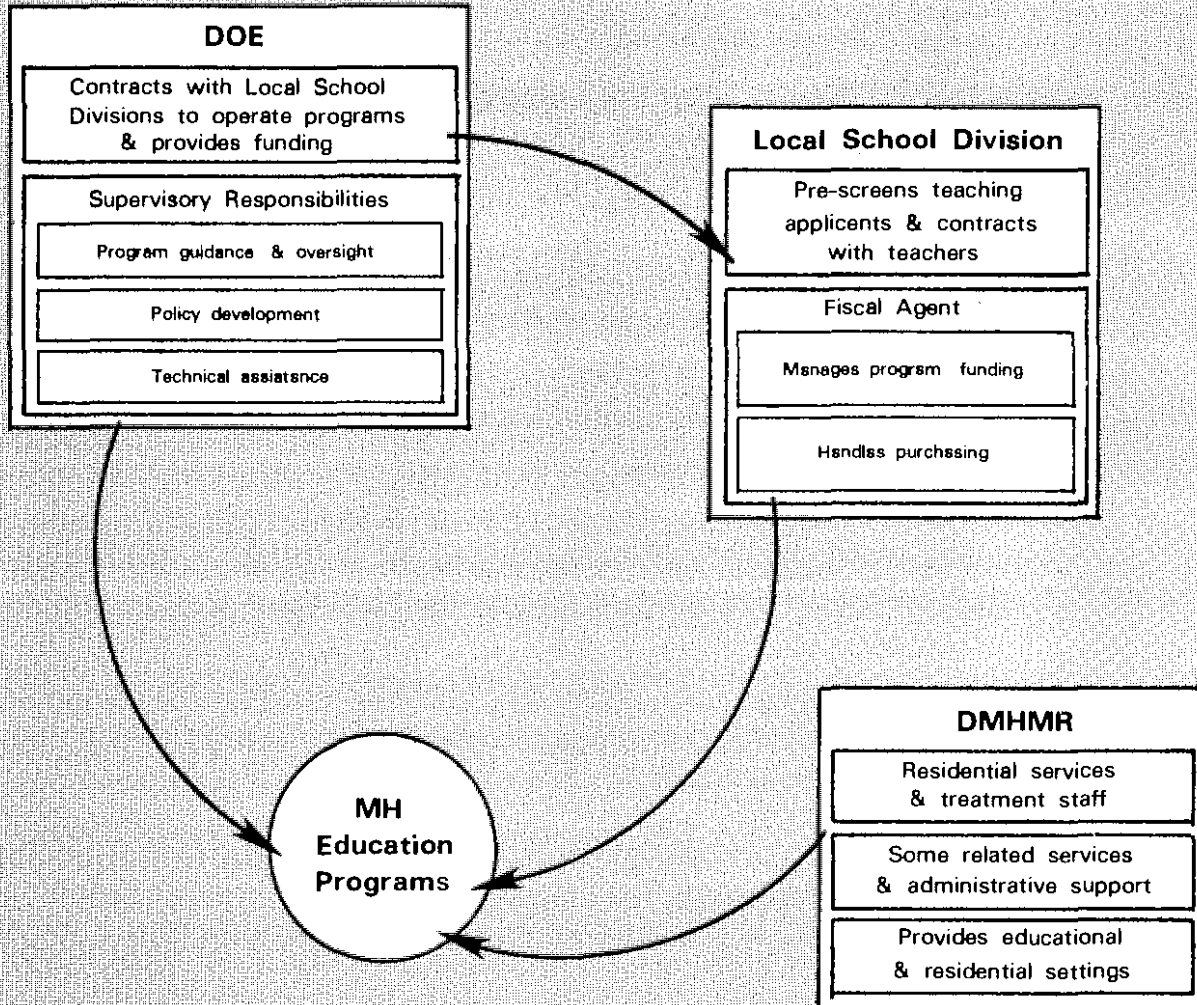 DOE
Contracts with Local School
Divisions to operate programs
& provides funding
Supervisory Responsibilities
Program guidance & oversight
Policy development
Technical assiatsnce
Local School Division
Pre-screens teaching
applicents & contracts
with teachers
Fiscal Agent
Msnages progrsm funding
Hsndlss purchssing
MH
Education
Programs
DMHMR
Residential services
& treatment staff
Some related services
& administrative support
Provides educational
& residential settings